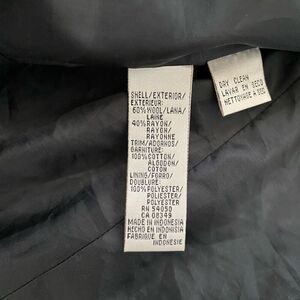 SHELL/EXTERIOR/
EXTERIEUR:
60%WOOL/LANA/
LAINE
40%RAYON/
RAYON/
RAYONNE
TRIM/ADORNOS/
GARNITURE:
100%COTTON/
ALGODON/
COTON
LINING/FORRO/
DOUBLURE:
100%POLYESTER/
POLIESTER/
POLYESTER
RN 54050
CA 08349
MADE IN INDONESIA
HECHO EN INDONISIA
FABRIQUE EN
INDONESIE
DRY CLEAN
LAVAR EN SECO
NETTOYAGE A SEC